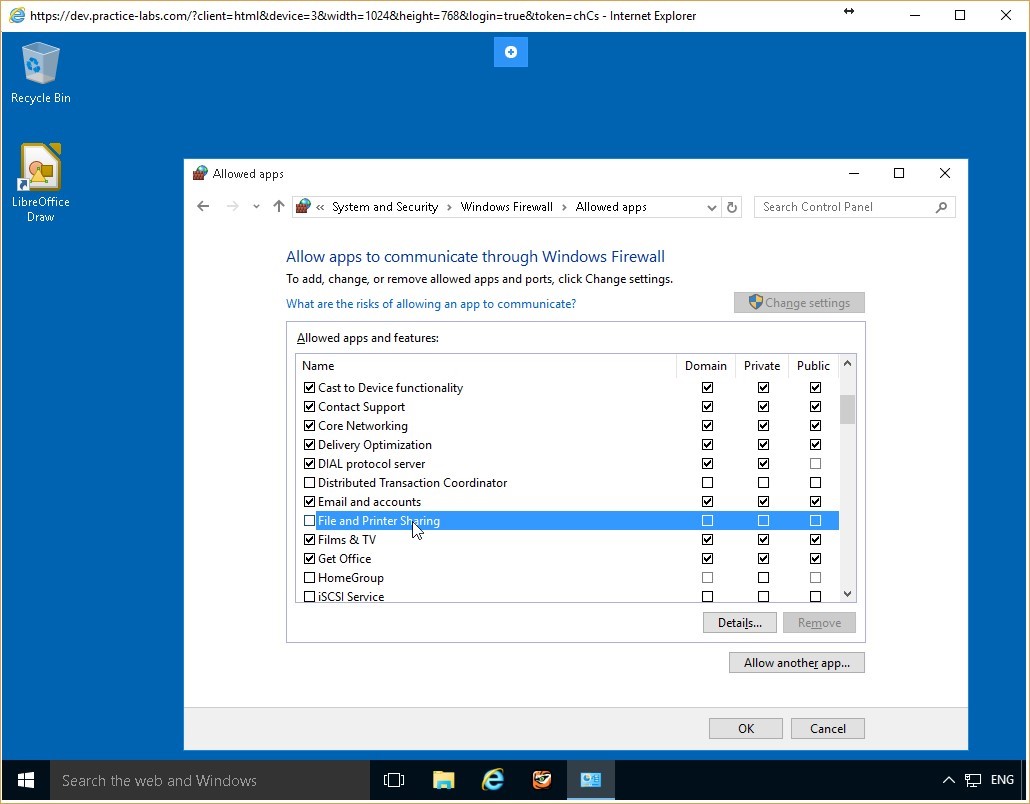 https://dev.practice-labs.com/?client=html&device=3&width=1024&height=768&login=true&token=chCs - Internet Explorer
Recycle Bin
LibreOffice
Draw
Allowed apps
« System and Security > Windows Firewall > Allowed apps
Search Control Panel
Allow apps to communicate through Windows Firewall
To add, change, or remove allowed apps and ports, click Change settings.
What are the risks of allowing an app to communicate?
Change settings
Allowed apps and features:
Name Domain Private Public
Cast to Device functionality
Contact Support
Core Networking
Delivery Optimization
DIAL protocol server
Distributed Transaction Coordinator
Email and accounts
File and Printer Sharing
Films & TV
Get Office
HomeGroup
iSCSI Service
Details... Remove
Allow another app...
OK Cancel
Search the web and Windows
ENG